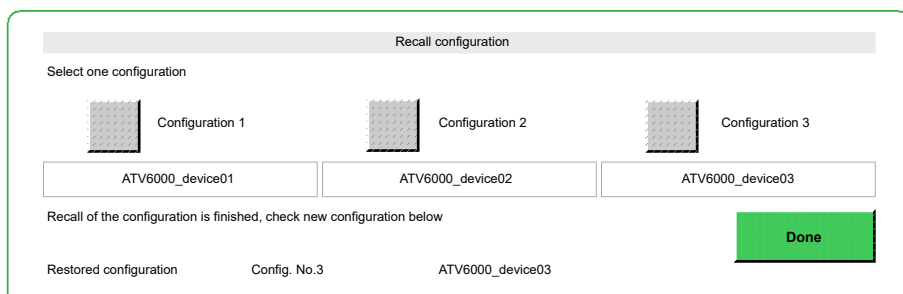 Recall configuration
Select one configuration
Configuration 1 Configuration 2 Configuration 3
ATV6000_device01 ATV6000_device02 ATV6000_device03
Recall of the configuration is finished, check new configuration below
Done
Restored configuration Config. No.3 ATV6000_device03